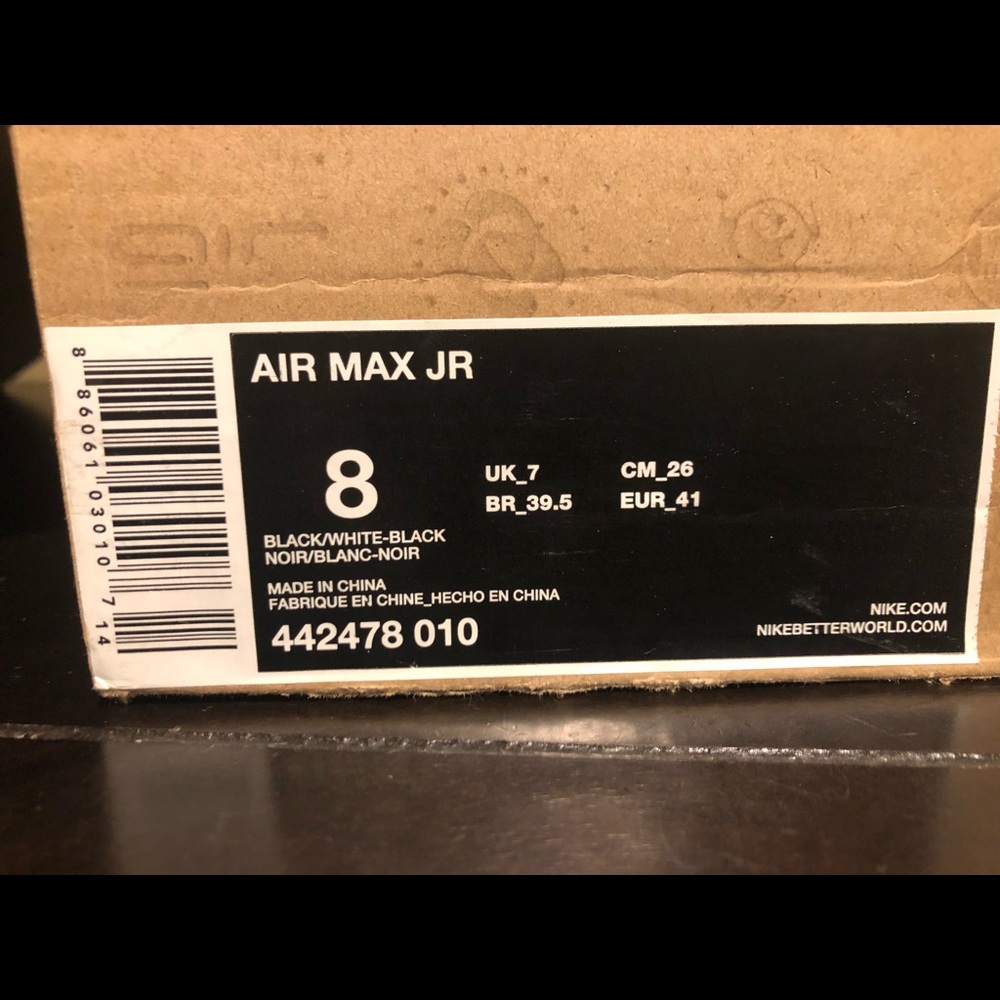 air
AIR MAX JR
8
UK_7
CM_26
BR_39.5
EUR_41
BLACK/WHITE-BLACK
NOIR/BLANC-NOIR
MADE IN CHINA
FABRIQUE EN CHINE_HECHO EN CHINA
442478 010
NIKE.COM
NIKEBETTERWORLD.COM
8 86061 03010 7 14